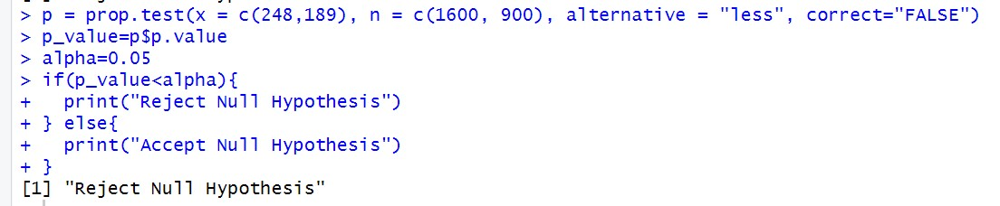 > p = prop.test(x = c(248,189), n = c(1600, 900), alternative = "less", correct="FALSE")
> p_value=p$p.value
> alpha=0.05
> if(p_value<alpha){
+   print("Reject Null Hypothesis")
+ } else{
+   print("Accept Null Hypothesis")
+ }
[1] "Reject Null Hypothesis"